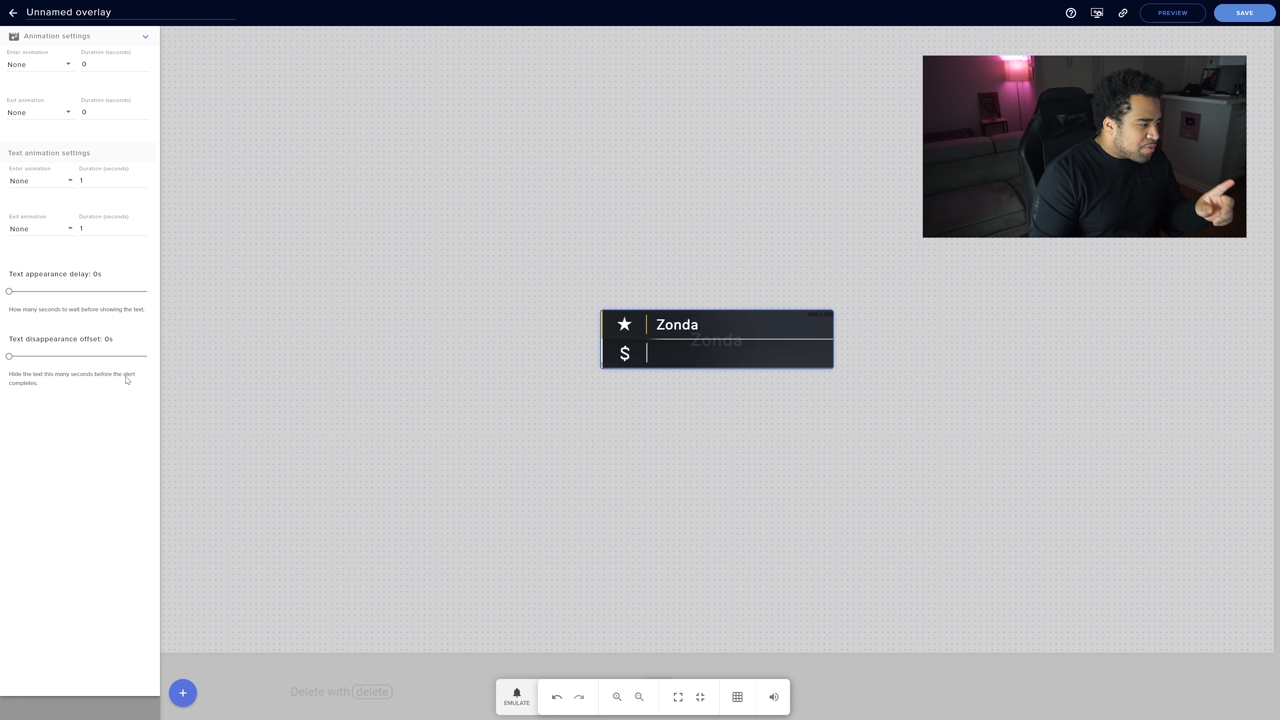 Unnamed overlay
PREVIEW
SAVE
Animation settings
Enter animation
Duration (seconds)
None
0
Exit animation
Duration (seconds)
None
0
Text animation settings
Enter animation
Duration (seconds)
None
1
Exit animation
Duration (seconds)
None
1
Text appearance delay: 0s
How many seconds to wait before showing the text.
Text disappearance offset: 0s
Hide the text this many seconds before the alert
completes.
Zonda
Zonda
$
Delete with delete
EMULATE